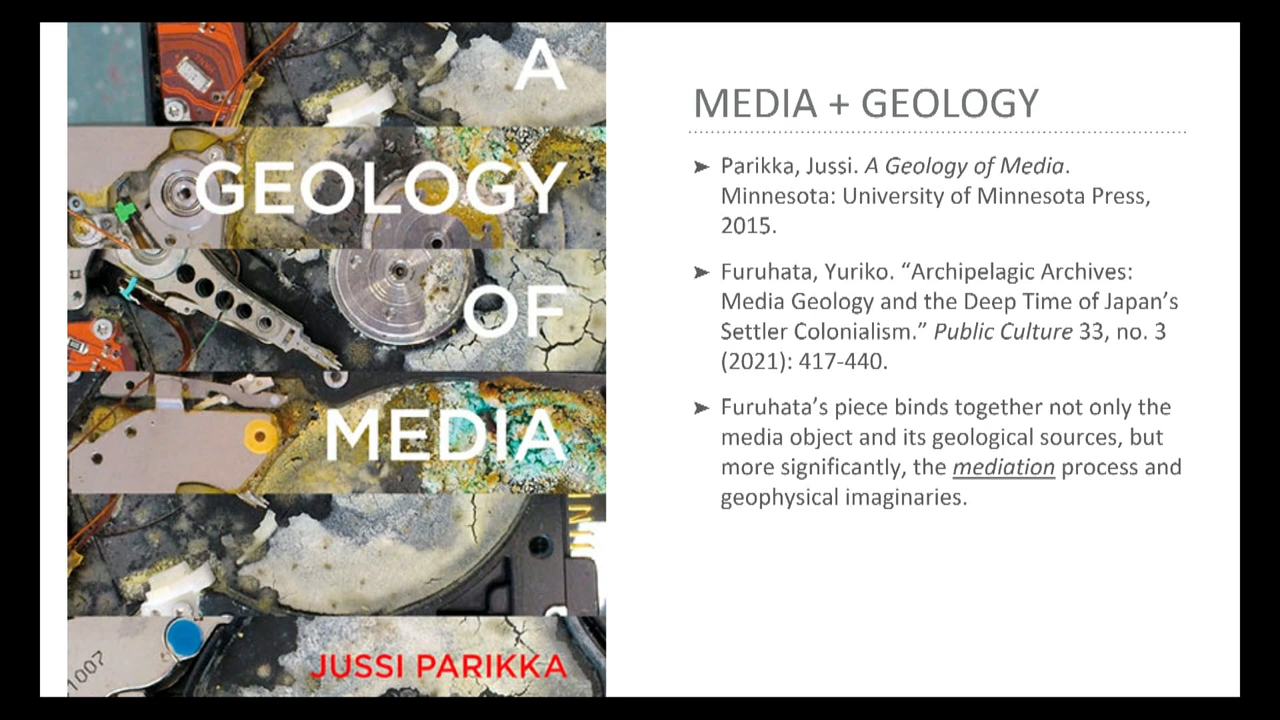 A
GEOLOGY
OF
MEDIA
JUSSI PARIKKA
1007
MEDIA + GEOLOGY
➤ Parikka, Jussi. A Geology of Media.
Minnesota: University of Minnesota Press,
2015.
➤ Furuhata, Yuriko. “Archipelagic Archives:
Media Geology and the Deep Time of Japan’s
Settler Colonialism.” Public Culture 33, no. 3
(2021): 417-440.
➤ Furuhata’s piece binds together not only the
media object and its geological sources, but
more significantly, the mediation process and
geophysical imaginaries.